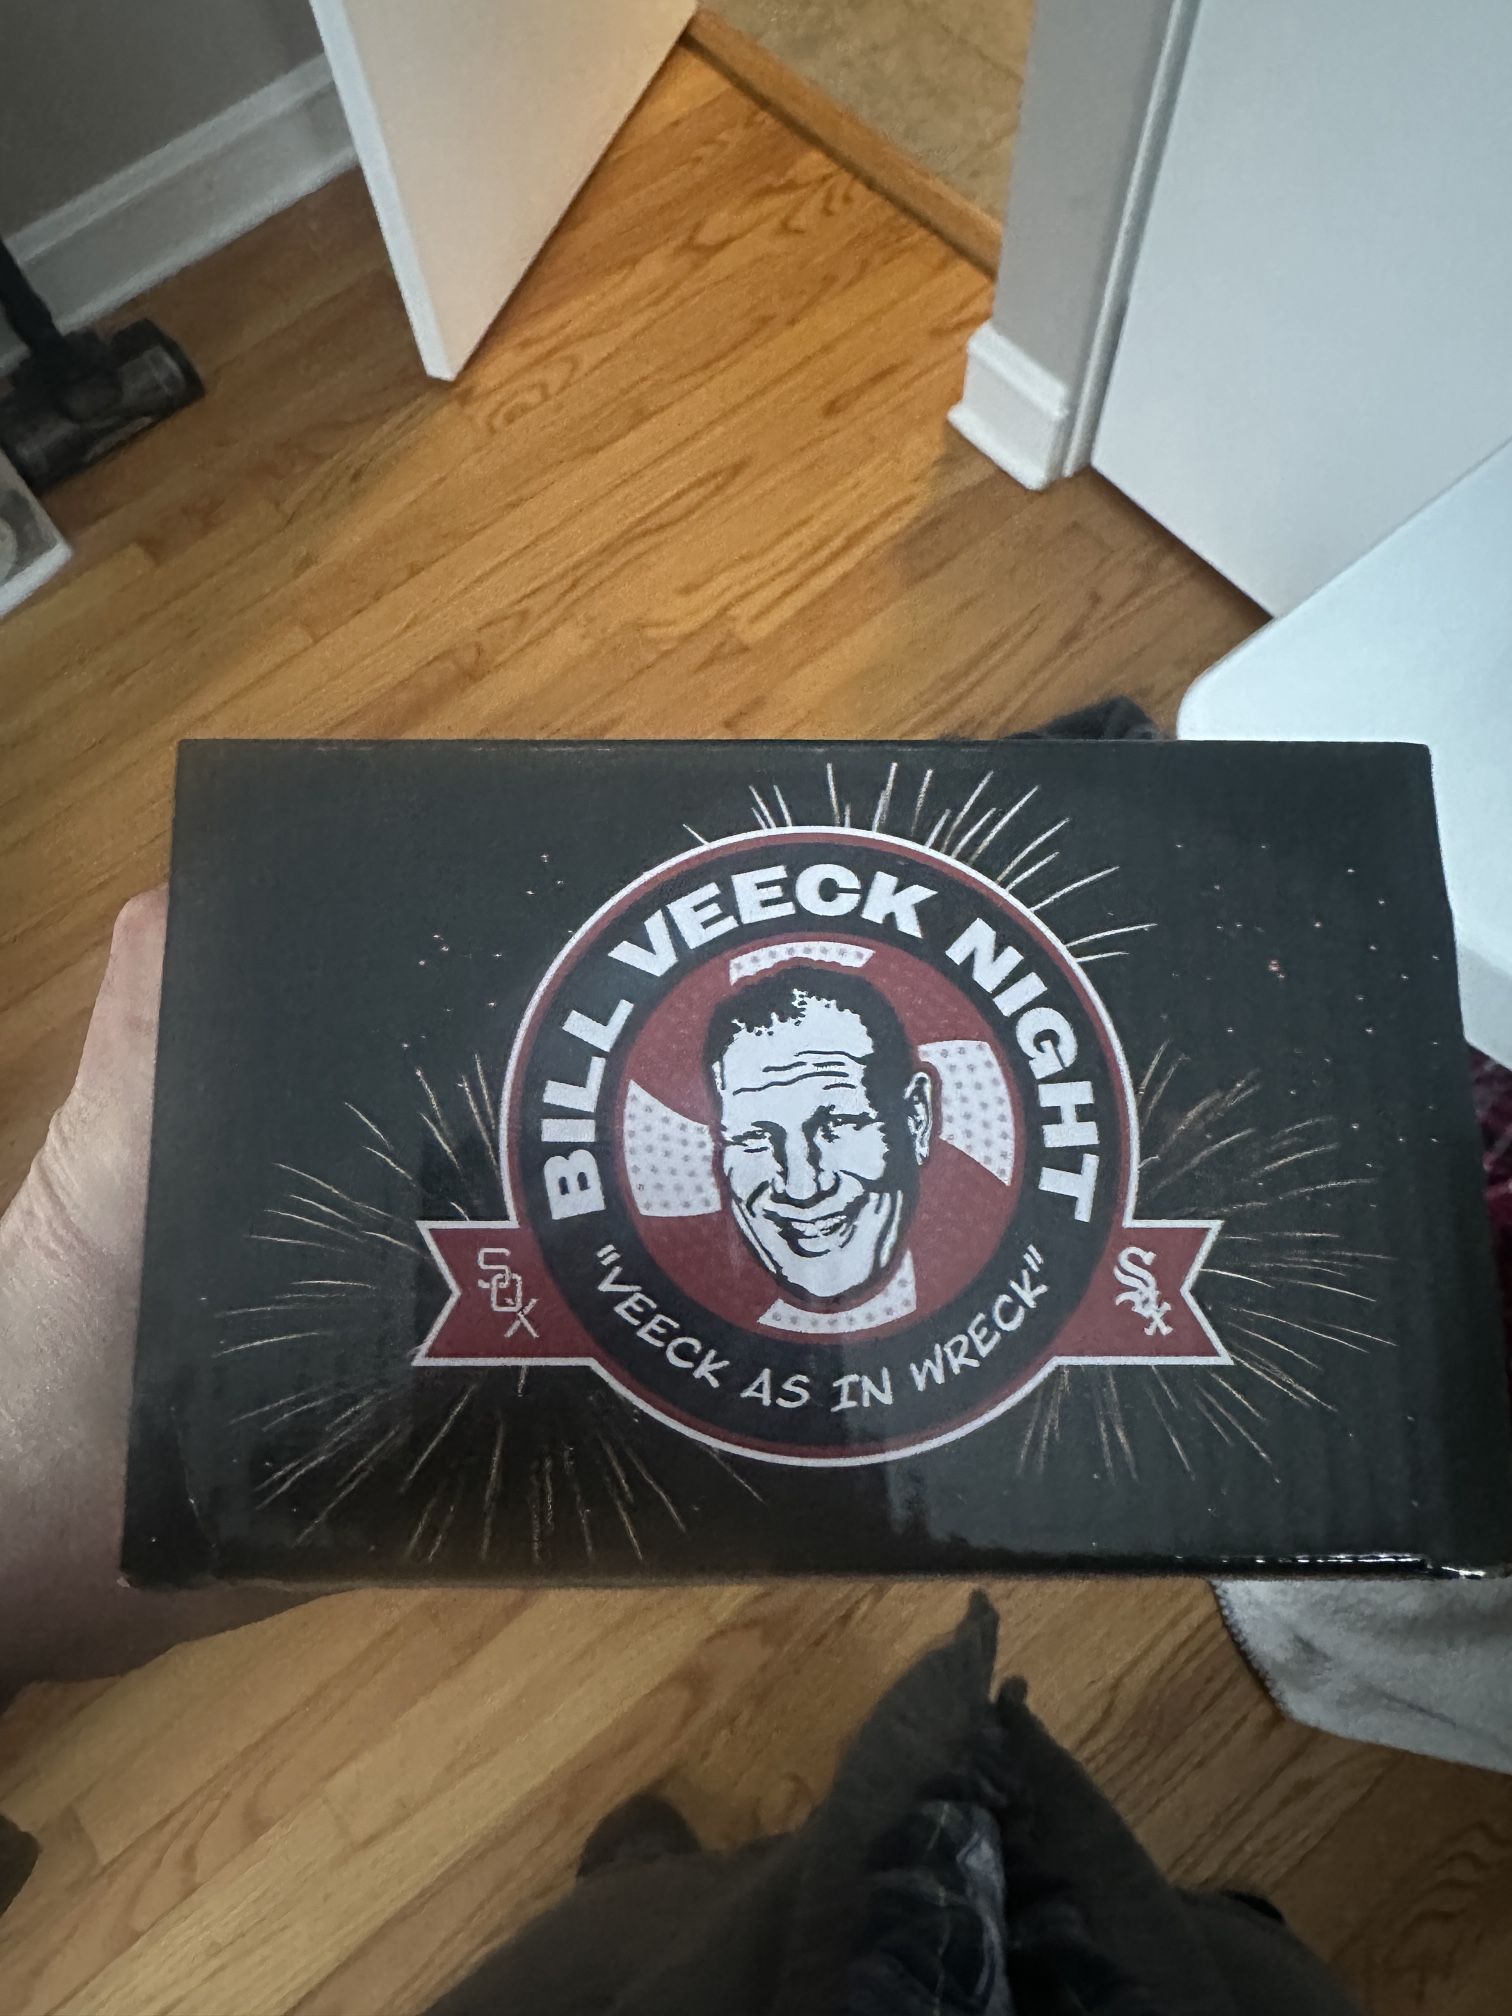 BILL VEECK NIGHT
SOX
Sox
"VEECK AS IN WRECK"